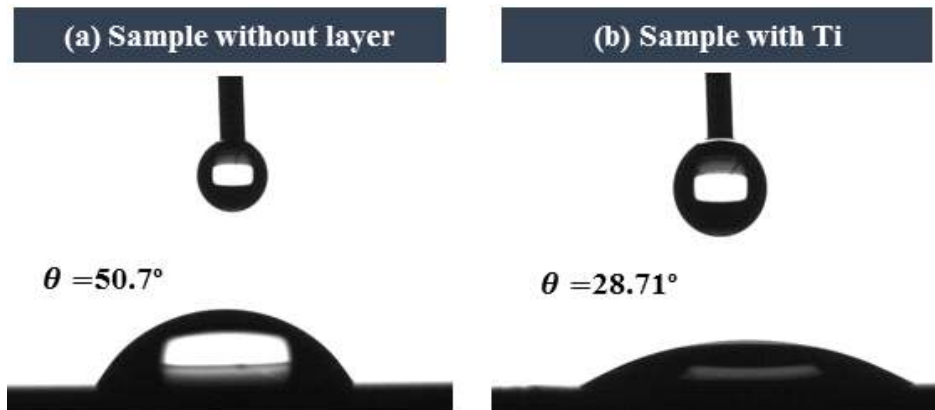 (a) Sample without layer
(b) Sample with Ti
θ =50.7°
θ =28.71°